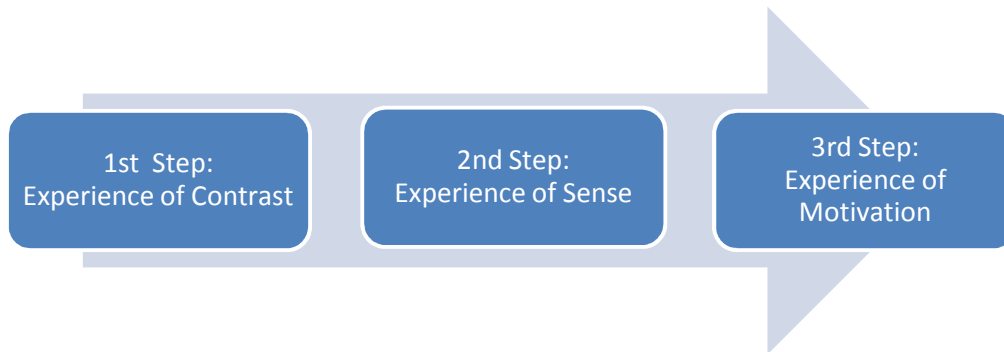 1st  Step:
Experience of Contrast
2nd Step:
Experience of Sense
3rd Step:
Experience of
Motivation